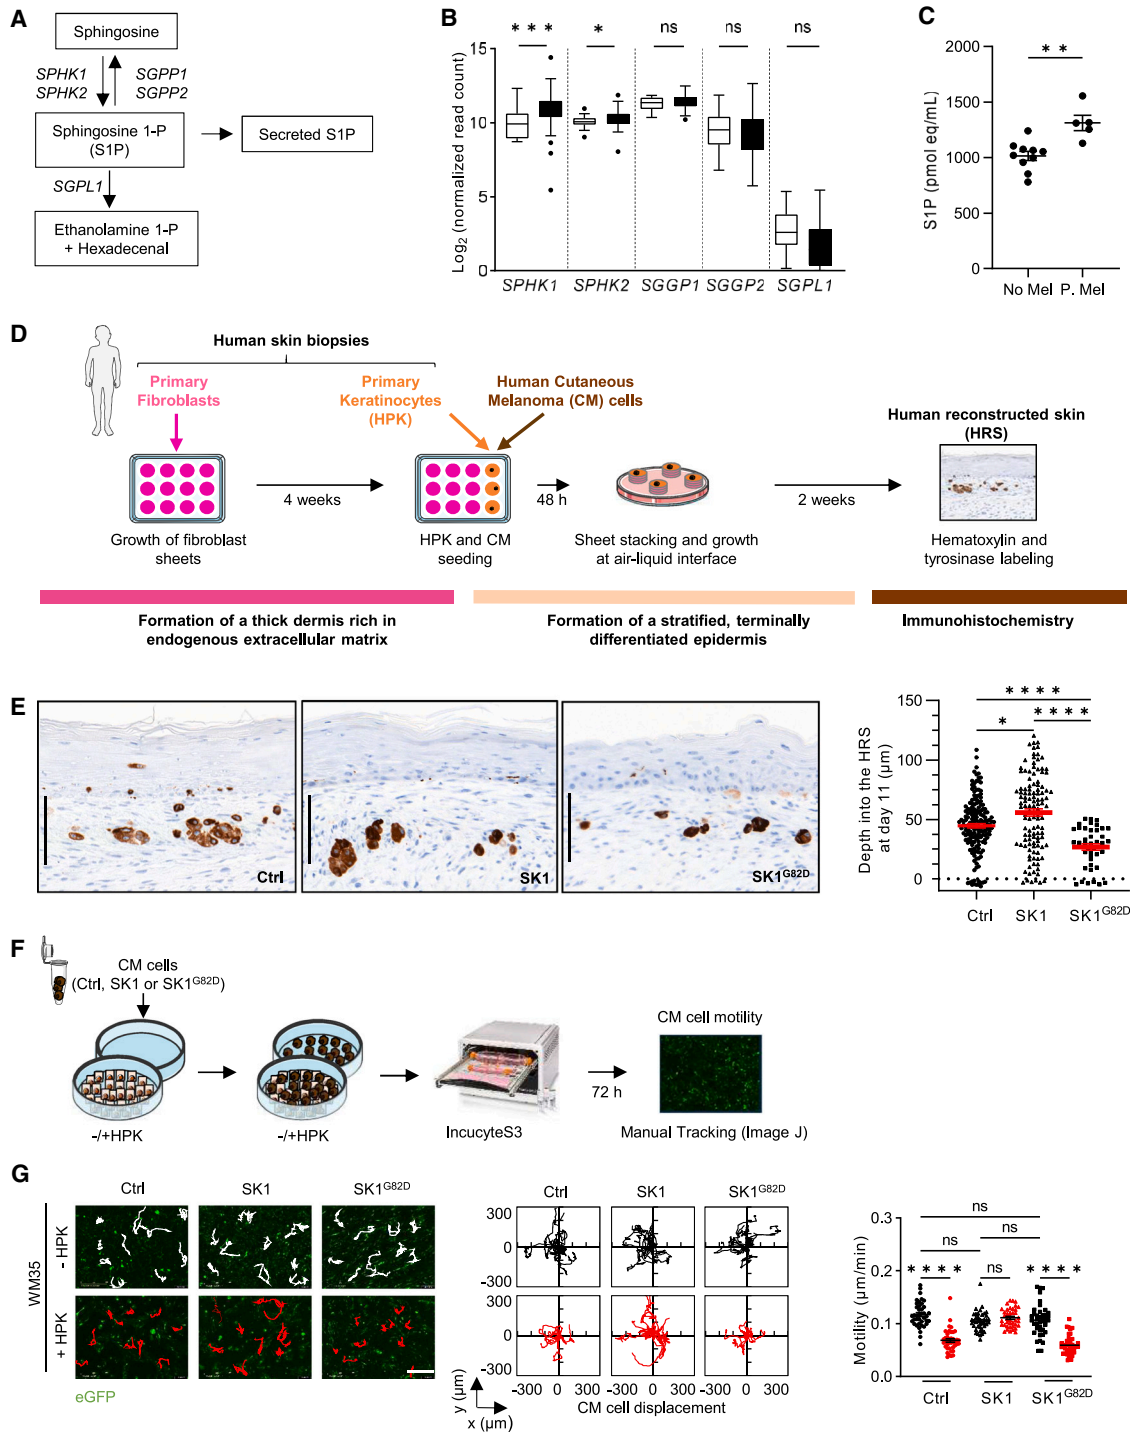 A
Sphingosine
SPHK1
SPHK2
SGPP1
SGPP2
Sphingosine 1-P
(S1P)
Secreted S1P
SGPL1
Ethanolamine 1-P
+ Hexadecenal
B
* * *
*
ns
ns
ns
15
10
5
0
Log2 (normalized read count)
SPHK1
SPHK2
SGGP1
SGGP2
SGPL1
C
* *
2000
1500
1000
500
0
S1P (pmol eq/mL)
No Mel
P. Mel
D
Human skin biopsies
Primary
Fibroblasts
Primary
Keratinocytes
(HPK)
Human Cutaneous
Melanoma (CM) cells
Human reconstructed skin
(HRS)
4 weeks
48 h
2 weeks
Growth of fibroblast
sheets
HPK and CM
seeding
Sheet stacking and growth
at air-liquid interface
Hematoxylin and
tyrosinase labeling
Formation of a thick dermis rich in
endogenous extracellular matrix
Formation of a stratified, terminally
differentiated epidermis
Immunohistochemistry
E
Ctrl
SK1
SK1G82D
* * * *
* * * * *
150
100
50
0
Depth into the HRS
at day 11 (µm)
Ctrl
SK1
SK1G82D
F
CM cells
(Ctrl, SK1 or SK1G82D)
-/+HPK
-/+HPK
IncucyteS3
72 h
CM cell motility
Manual Tracking (Image J)
G
Ctrl
SK1
SK1G82D
WM35
- HPK
+ HPK
eGFP
Ctrl
SK1
SK1G82D
300
0
-300
300
0
-300
-300 0 300
-300 0 300
-300 0 300
y (µm)
x (µm)
CM cell displacement
ns
ns
ns
* * * *
ns
* * * *
0.3
0.2
0.1
0.0
Motility (µm/min)
Ctrl
SK1
SK1G82D